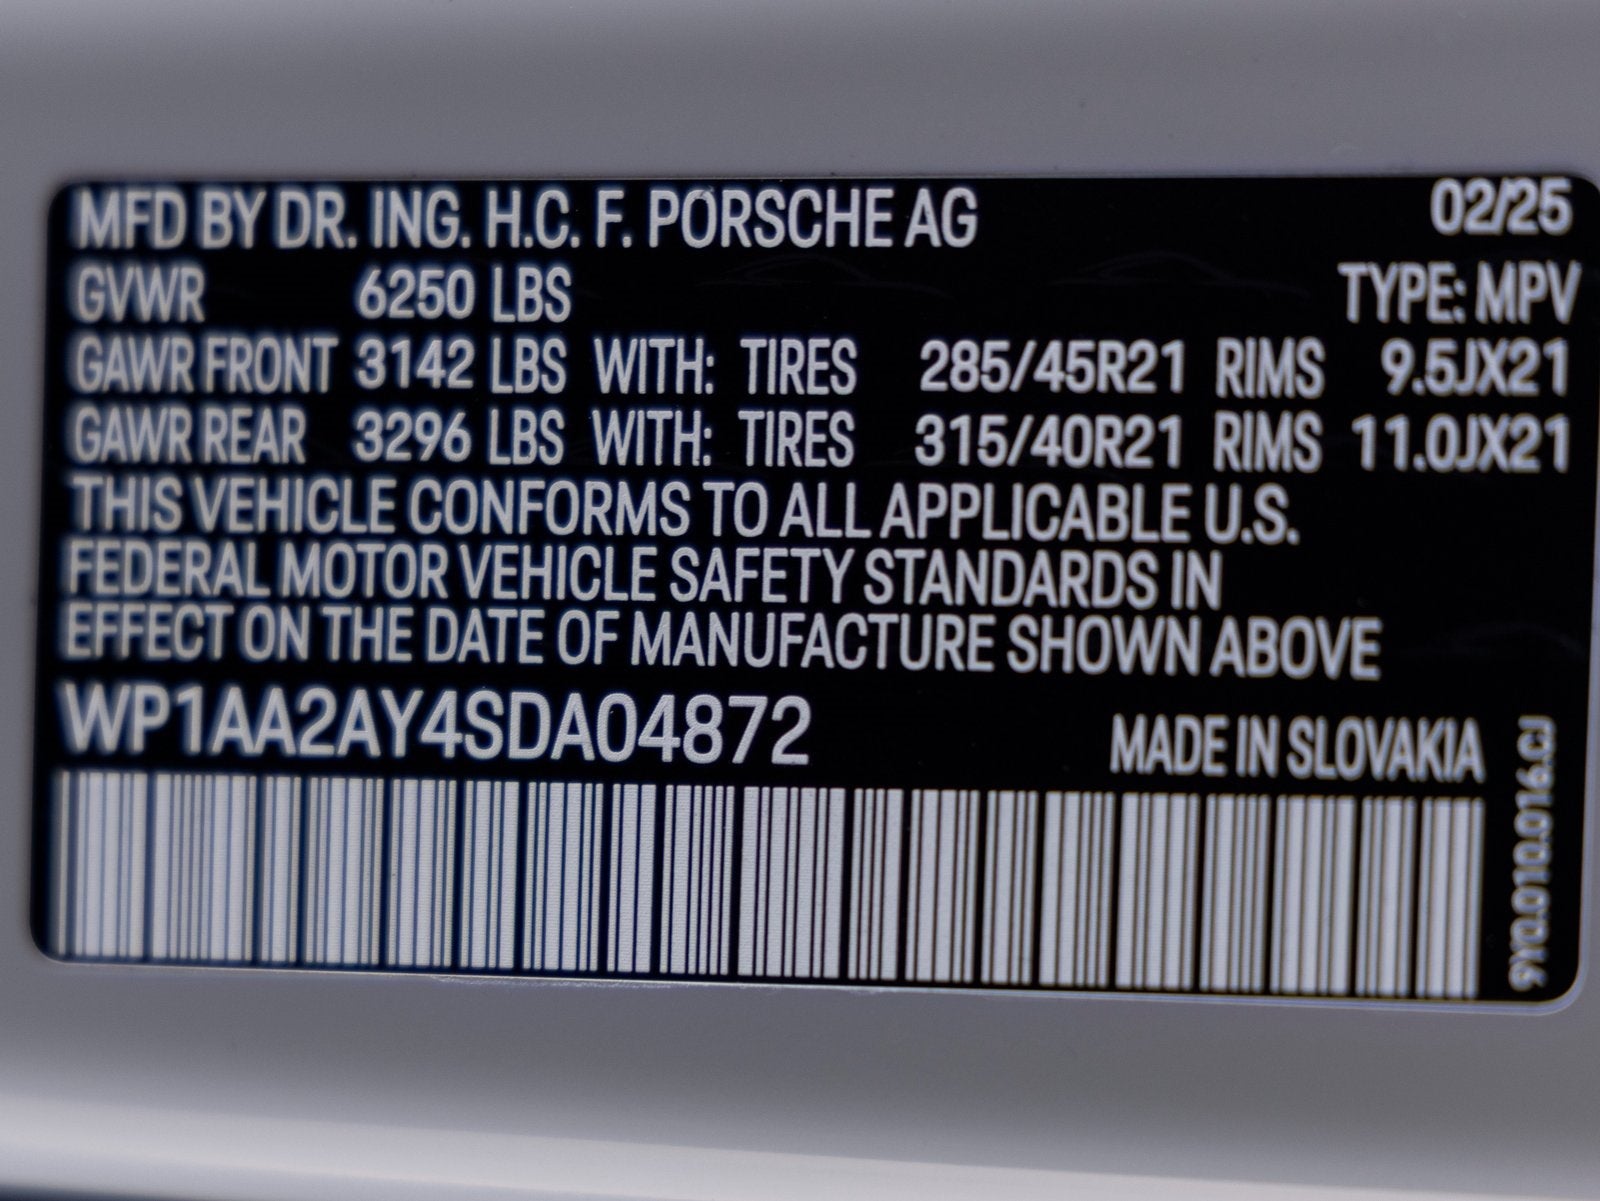 MFD BY DR. ING. H.C. F. PORSCHE AG 02/25
GVWR 6250 LBS TYPE: MPV
GAWR FRONT 3142 LBS WITH: TIRES 285/45R21 RIMS 9.5JX21
GAWR REAR 3296 LBS WITH: TIRES 315/40R21 RIMS 11.0JX21
THIS VEHICLE CONFORMS TO ALL APPLICABLE U.S.
FEDERAL MOTOR VEHICLE SAFETY STANDARDS IN
EFFECT ON THE DATE OF MANUFACTURE SHOWN ABOVE
WP1AA2AY4SDA04872
MADE IN SLOVAKIA
9Y0.010.016.CJ